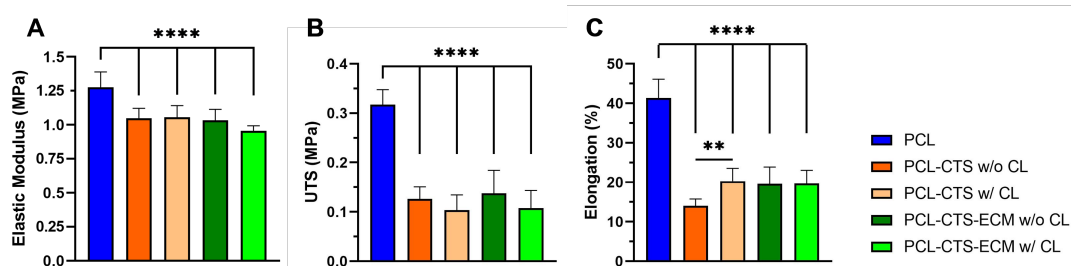 A
****
1.5
1.25
1.0
0.75
0.5
0.25
0.0
Elastic Modulus (MPa)
B
****
0.4
0.3
0.2
0.1
0.0
UTS (MPa)
C
****
**
50
40
30
20
10
0
Elongation (%)
PCL
PCL-CTS w/o CL
PCL-CTS w/ CL
PCL-CTS-ECM w/o CL
PCL-CTS-ECM w/ CL